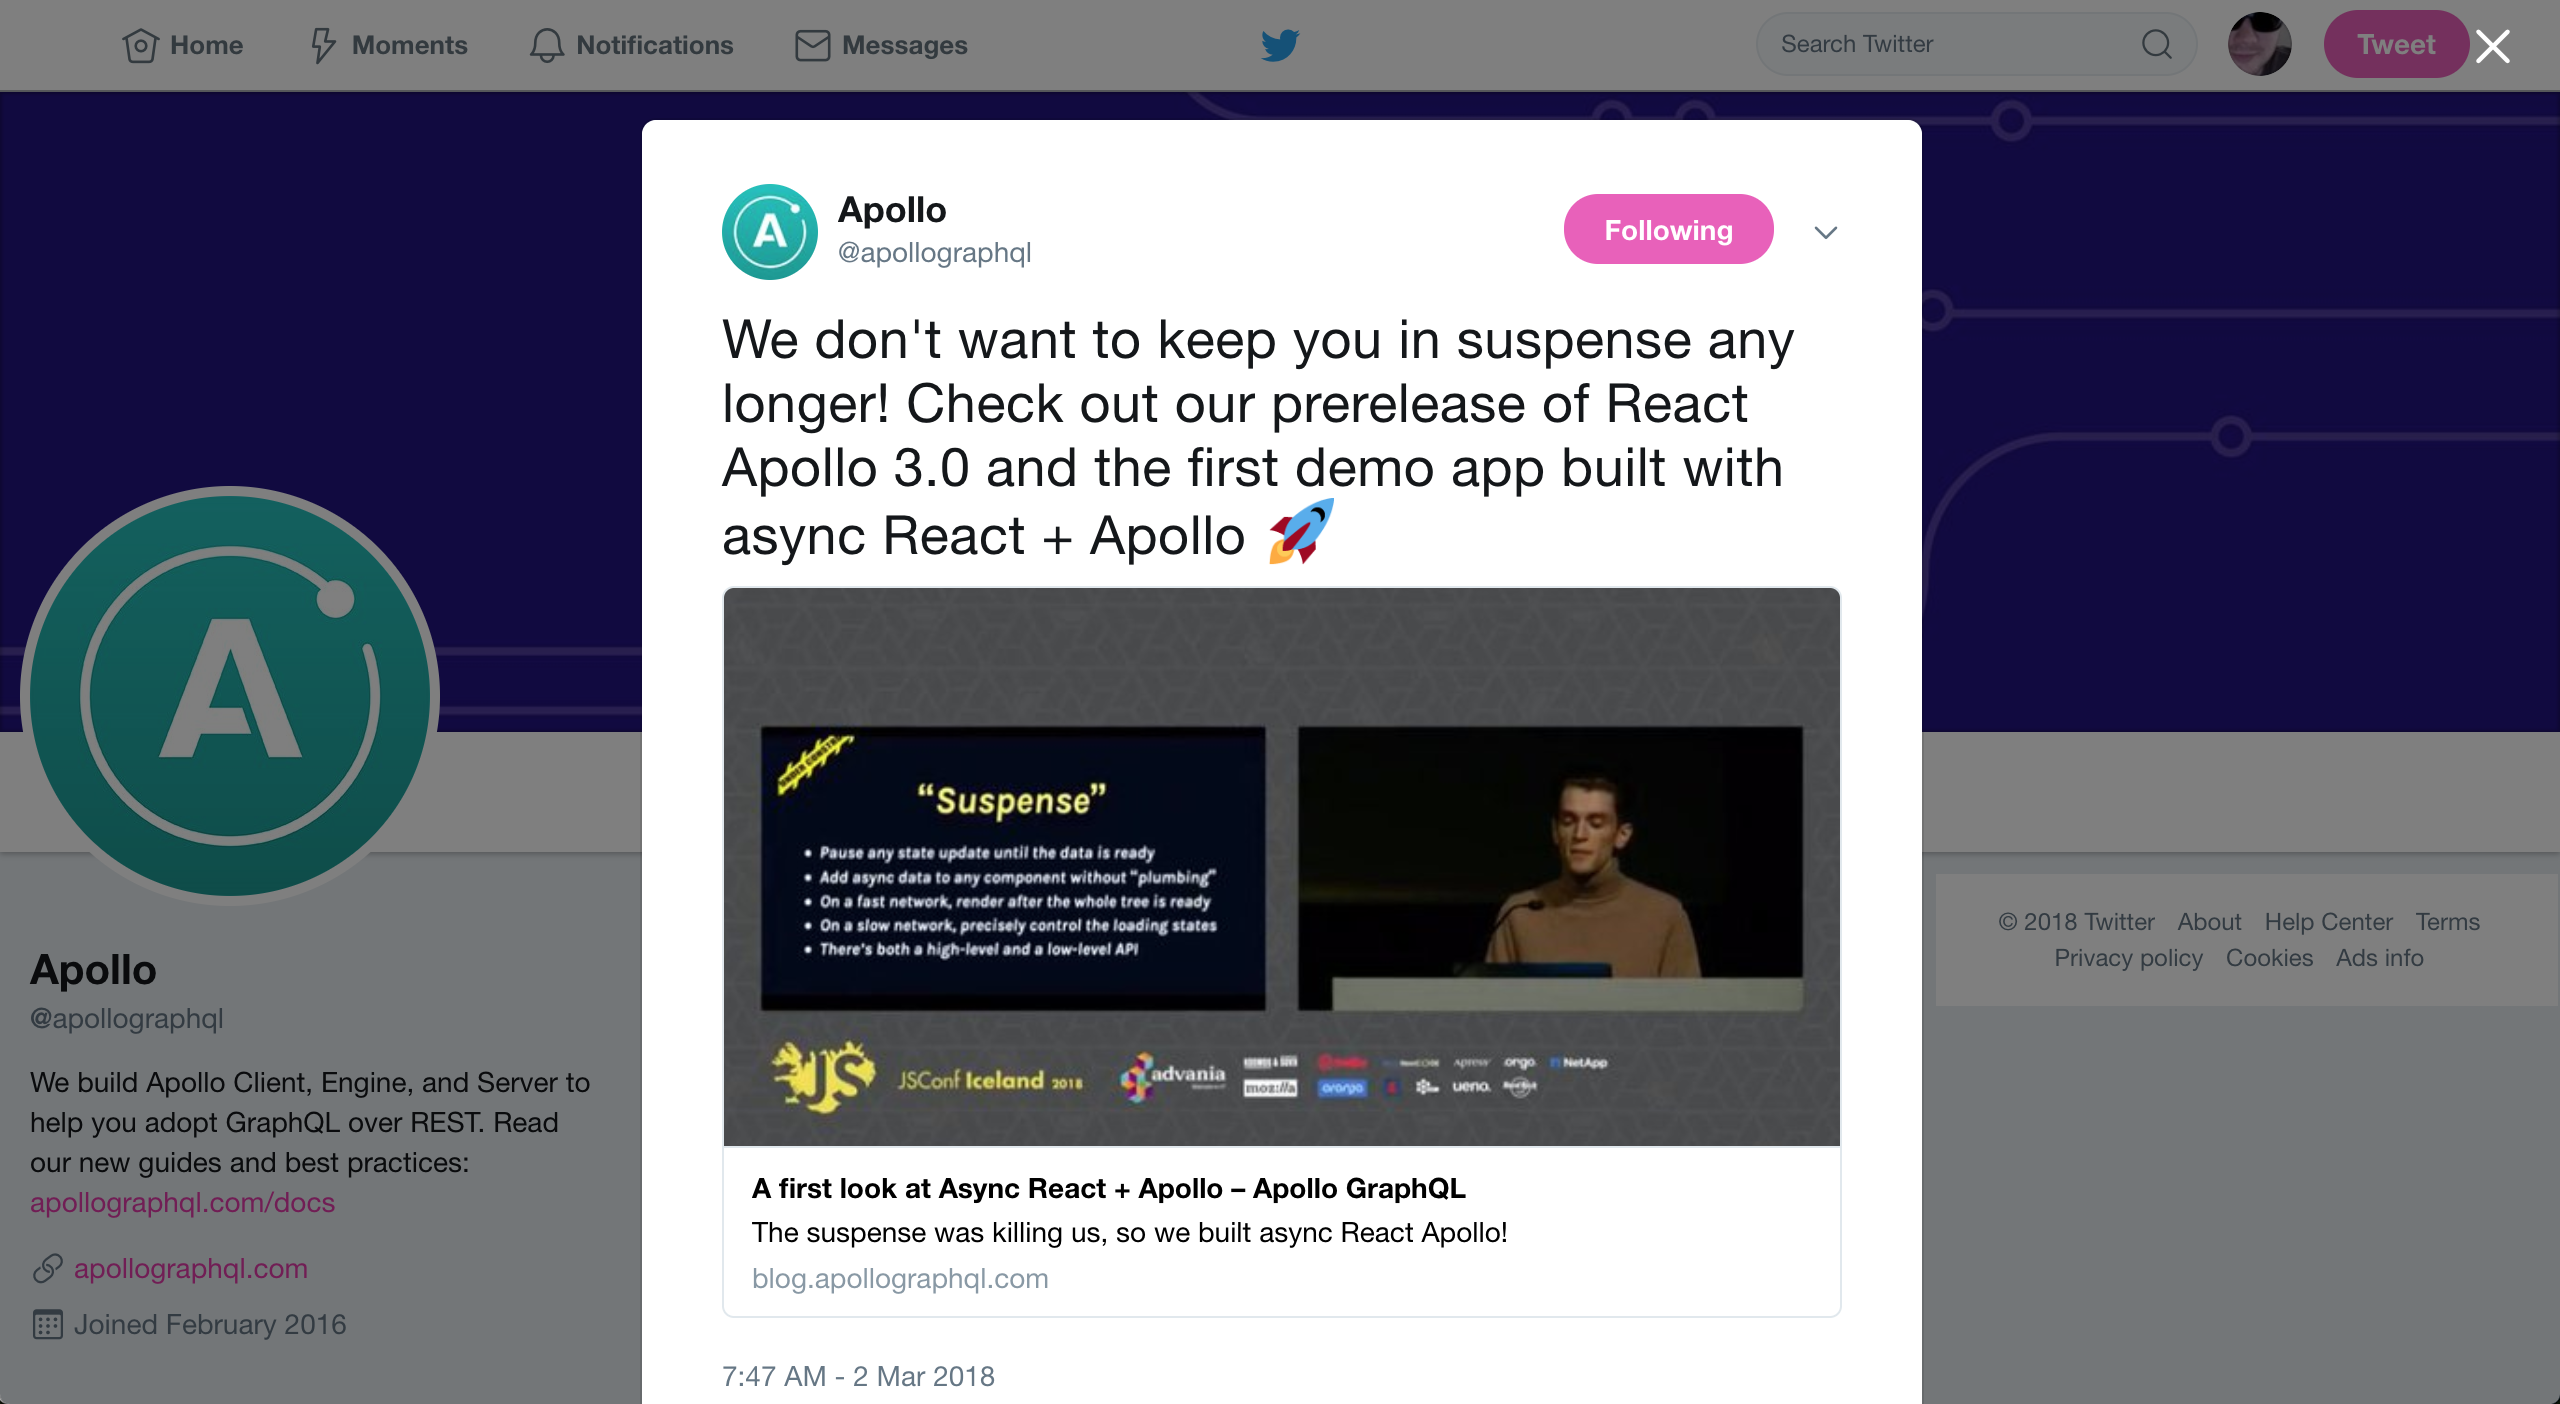 Home
Moments
Notifications
Messages
Search Twitter
Tweet
A
Apollo
@apollographql
Following
We don't want to keep you in suspense any
longer! Check out our prerelease of React
Apollo 3.0 and the first demo app built with
async React + Apollo
“Suspense”
• Pause any state update until the data is ready
• Add async data to any component without "plumbing"
• On a fast network, render after the whole tree is ready
• On a slow network, precisely control the loading states
• There's both a high-level and a low-level API
JS
JSConf Iceland 2018
advania
moz://a
ueno.
NetApp
A first look at Async React + Apollo – Apollo GraphQL
The suspense was killing us, so we built async React Apollo!
blog.apollographql.com
7:47 AM - 2 Mar 2018
A
Apollo
@apollographql
We build Apollo Client, Engine, and Server to
help you adopt GraphQL over REST. Read
our new guides and best practices:
apollographql.com/docs
apollographql.com
Joined February 2016
© 2018 Twitter About Help Center Terms
Privacy policy Cookies Ads info